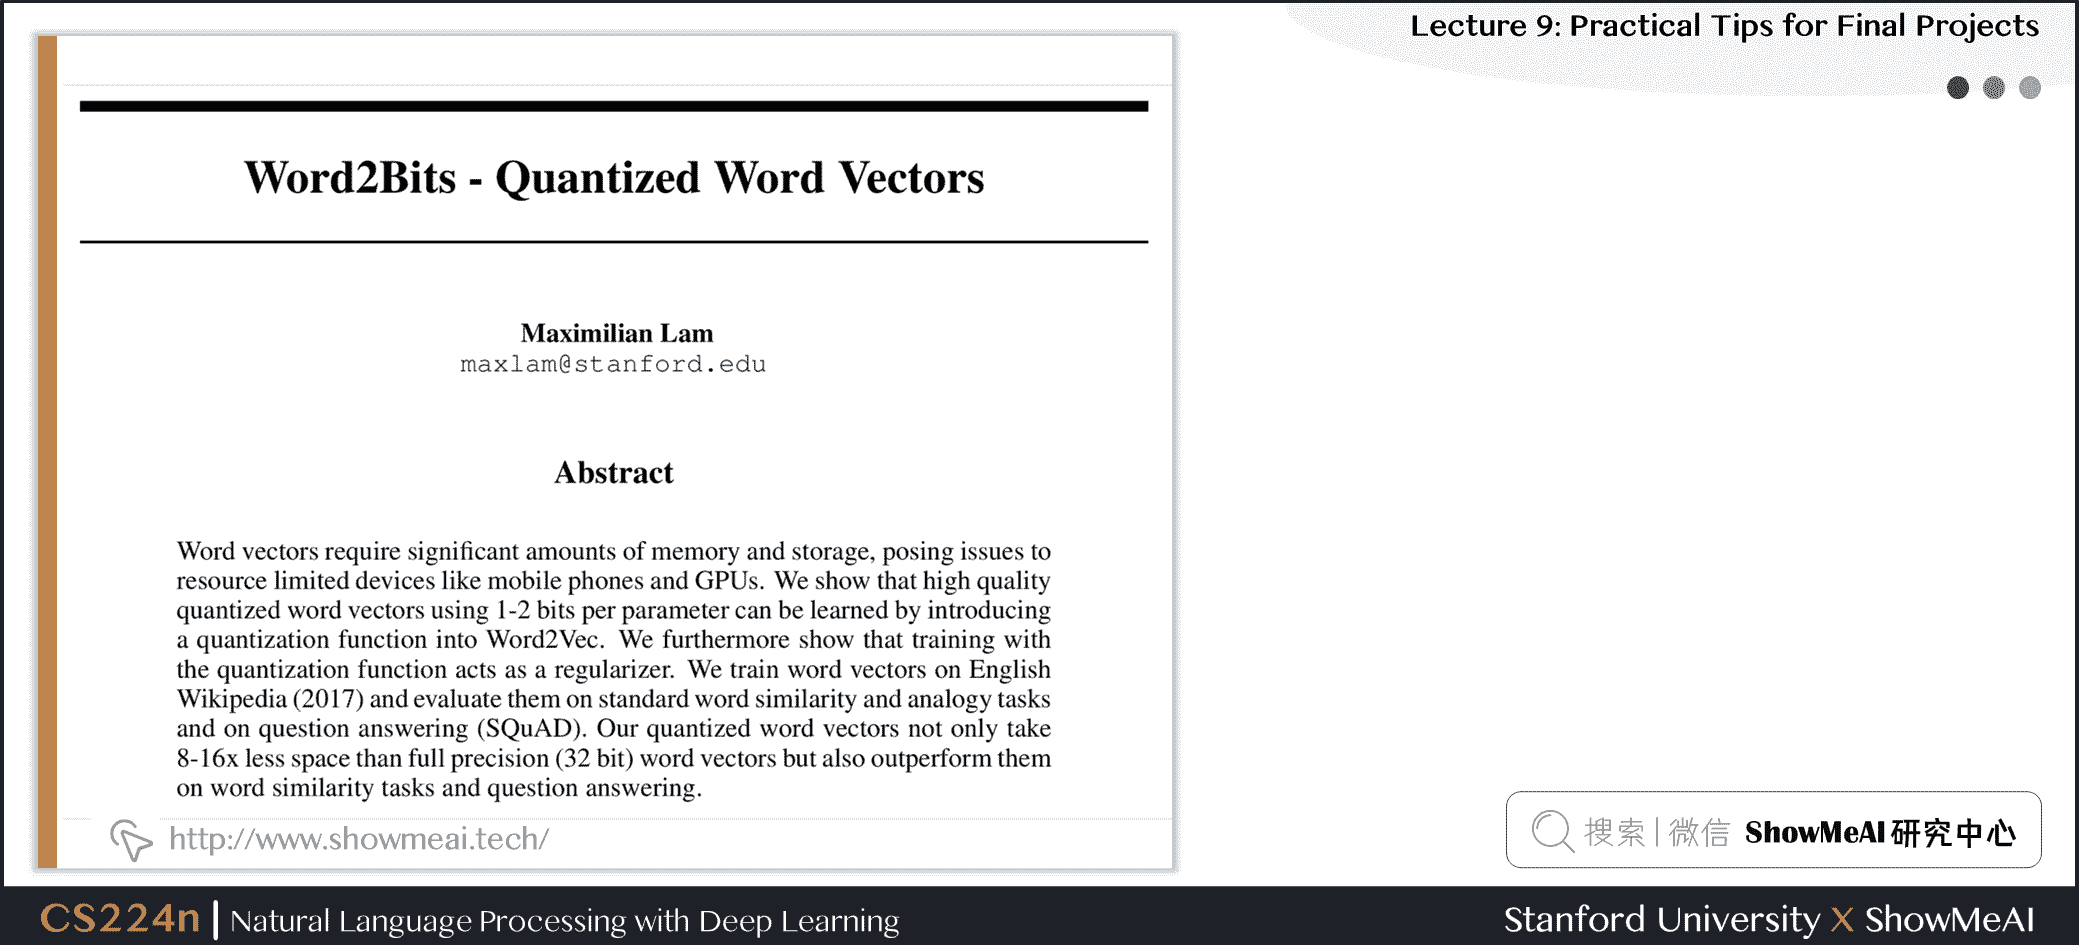 Lecture 9: Practical Tips for Final Projects
Word2Bits - Quantized Word Vectors
Maximilian Lam
maxlam@stanford.edu
Abstract
Word vectors require significant amounts of memory and storage, posing issues to
resource limited devices like mobile phones and GPUs. We show that high quality
quantized word vectors using 1-2 bits per parameter can be learned by introducing
a quantization function into Word2Vec. We furthermore show that training with
the quantization function acts as a regularizer. We train word vectors on English
Wikipedia (2017) and evaluate them on standard word similarity and analogy tasks
and on question answering (SQuAD). Our quantized word vectors not only take
8-16x less space than full precision (32 bit) word vectors but also outperform them
on word similarity tasks and question answering.
http://www.showmeai.tech/
搜索 | 微信 ShowMeAI 研究中心
CS224n | Natural Language Processing with Deep Learning
Stanford University X ShowMeAI